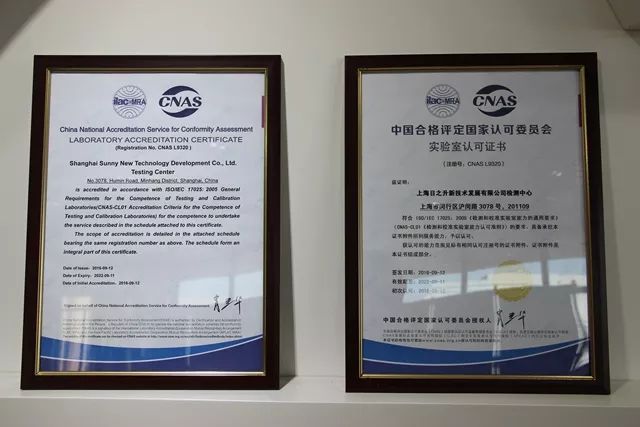 ilac-MRA
CNAS
China National Accreditation Service for Conformity Assessment
LABORATORY ACCREDITATION CERTIFICATE
(Registration No. CNAS L9320)
Shanghai Sunny New Technology Development Co., Ltd.
Testing Center
No.3078, Humin Road, Minhang District, Shanghai, China
is accredited in accordance with ISO/IEC 17025: 2005 General
Requirements for the Competence of Testing and Calibration
Laboratories(CNAS-CL01 Accreditation Criteria for the Competence of
Testing and Calibration Laboratories) for the competence to undertake
the service described in the schedule attached to this certificate.
The scope of accreditation is detailed in the attached schedule
bearing the same registration number as above. The schedule form an
integral part of this certificate.
Date of Issue: 2016-09-12
Date of Expiry: 2022-09-11
Date of Initial Accreditation: 2016-09-12
Signed on behalf of China National Accreditation Service for Conformity Assessment
ilac-MRA
CNAS
中国合格评定国家认可委员会
实验室认可证书
(注册号: CNAS L9320)
兹证明:
上海日之升新技术发展有限公司检测中心
上海市闵行区沪闵路 3078 号, 201109
符合 ISO/IEC 17025: 2005《检测和校准实验室能力的通用要求》
(CNAS-CL01《检测和校准实验室能力认可准则》)的要求, 具备承担本
证书附件所列服务能力, 予以认可。
获认可的能力范围见标有相同认可注册号的证书附件, 证书附件是
本证书组成部分。
签发日期: 2016-09-12
有效期至: 2022-09-11
初次认可: 2016-09-12
中国合格评定国家认可委员会授权人